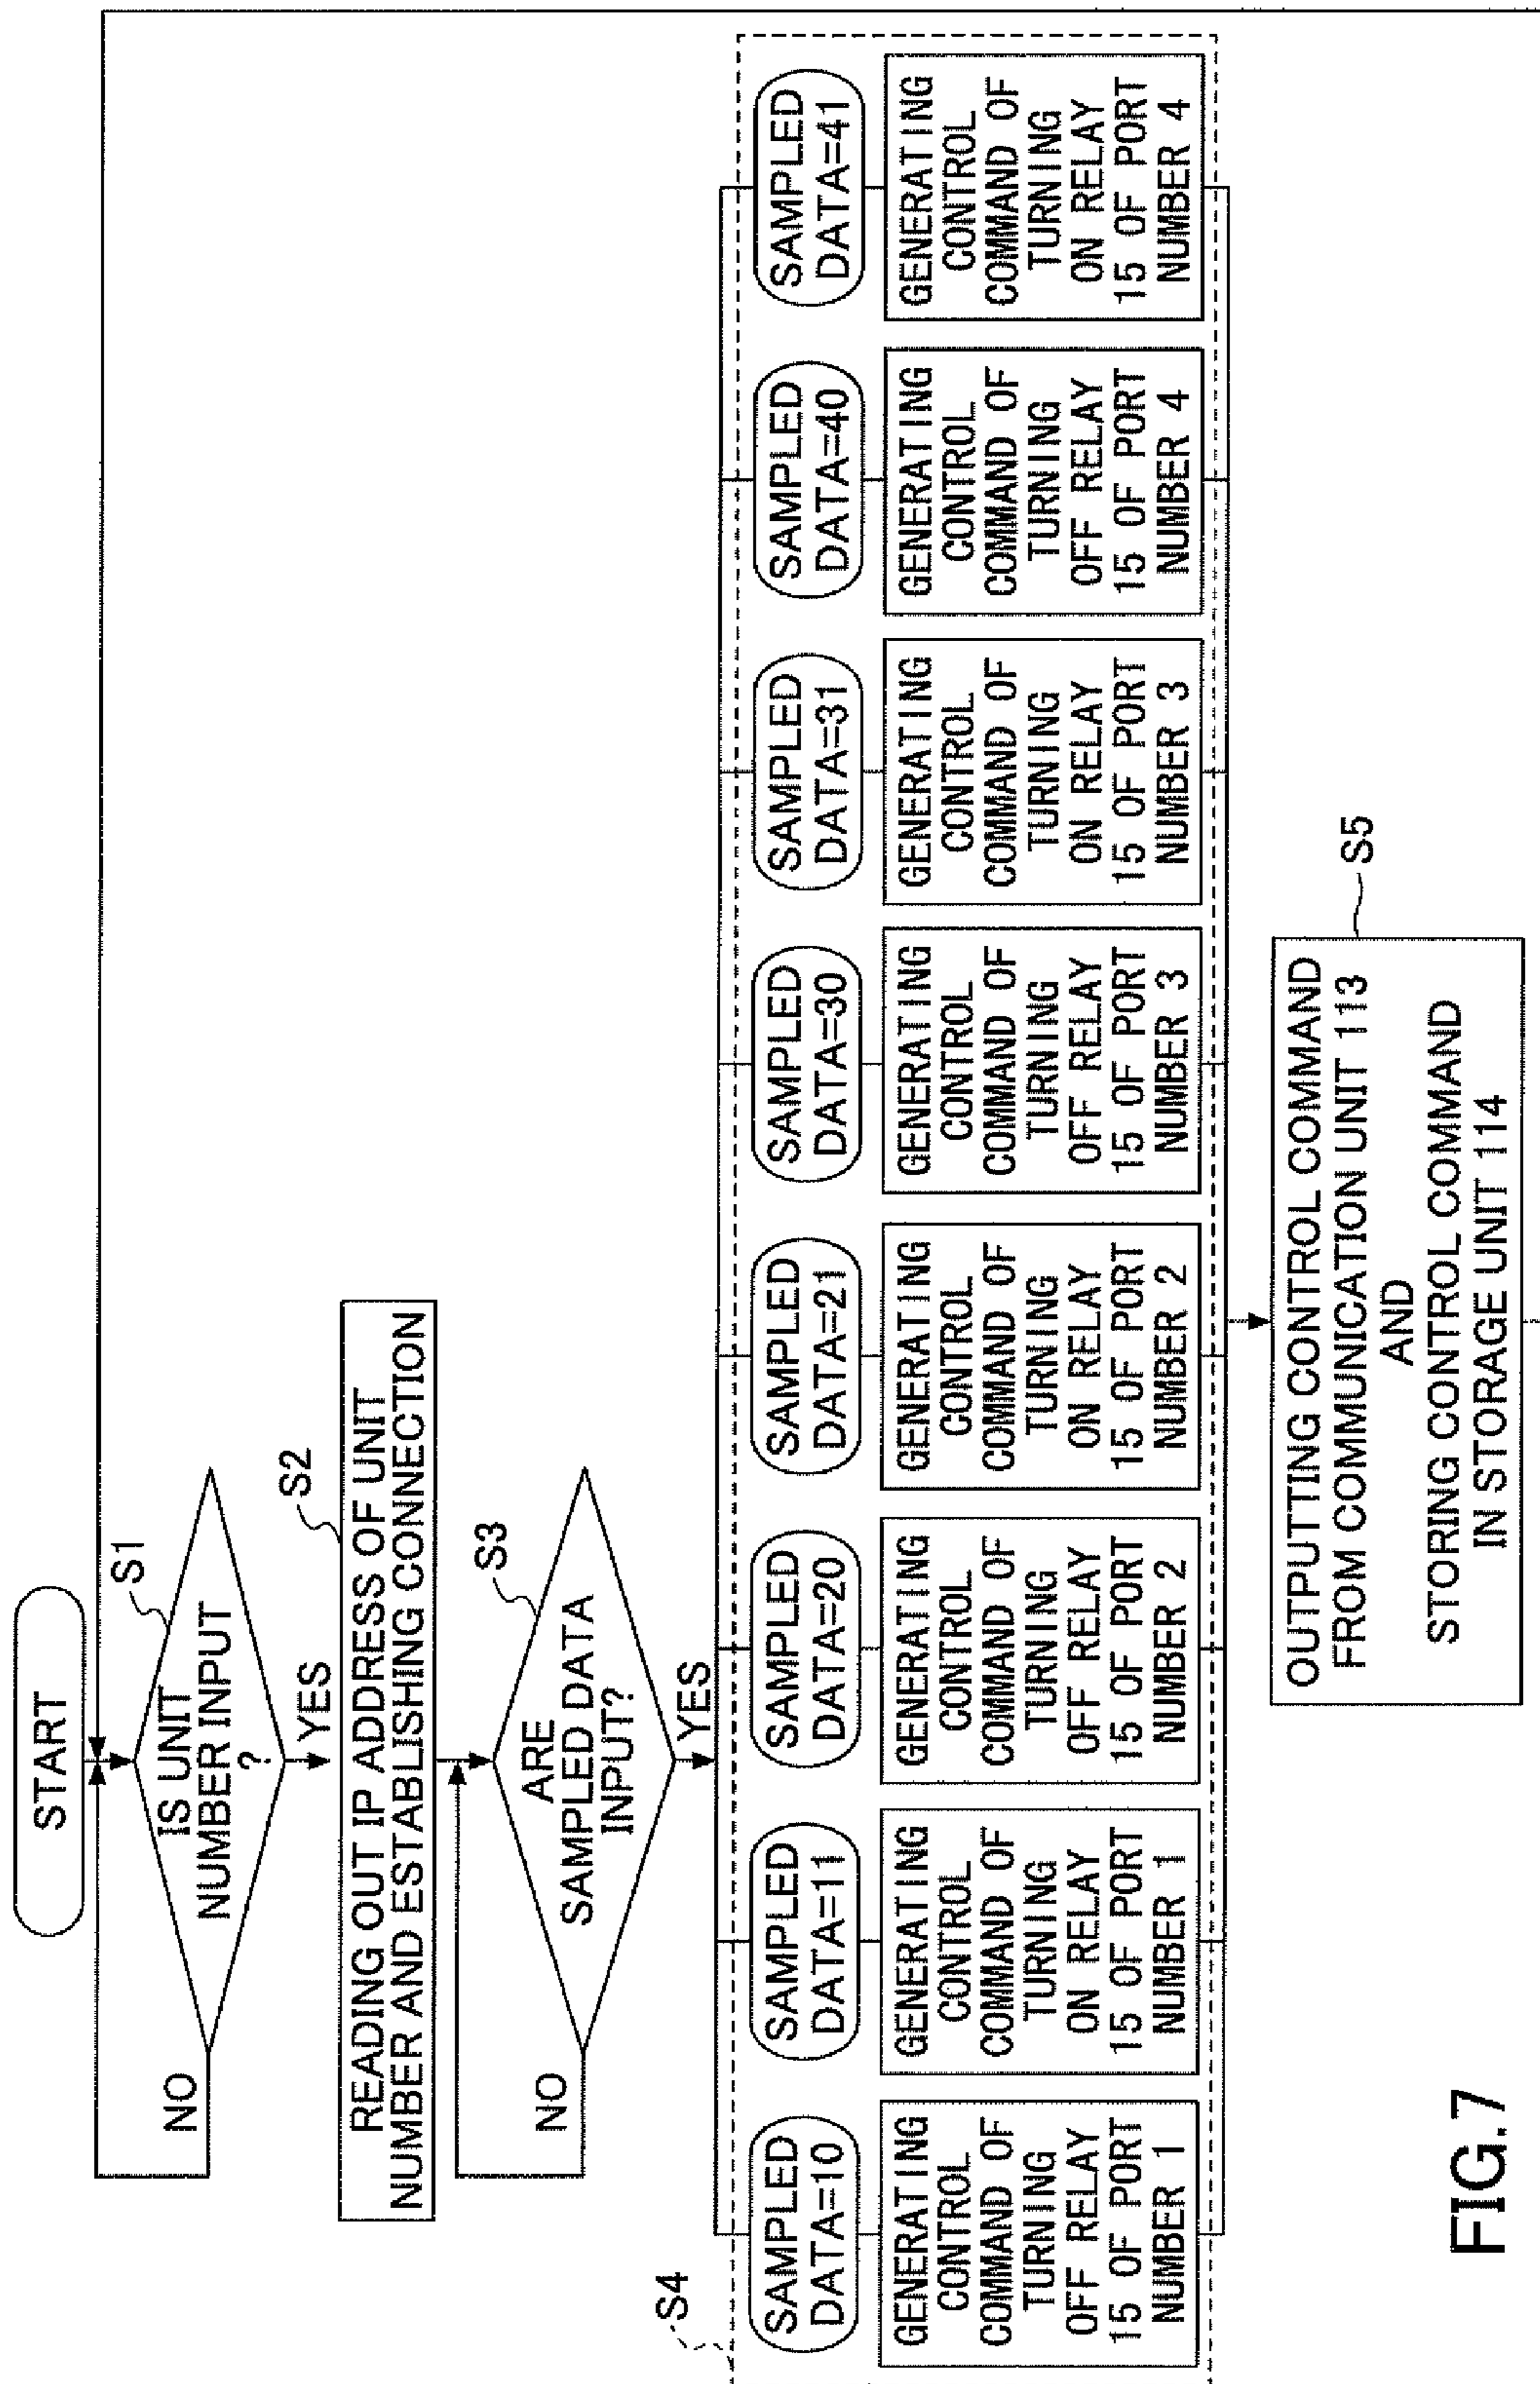 START
S1
IS UNIT
NUMBER INPUT
?
NO
YES
S2
READING OUT IP ADDRESS OF UNIT
NUMBER AND ESTABLISHING CONNECTION
S3
ARE
SAMPLED DATA
INPUT?
NO
YES
S4
SAMPLED
DATA=10
GENERATING
CONTROL
COMMAND OF
TURNING
OFF RELAY
15 OF PORT
NUMBER 1
SAMPLED
DATA=11
GENERATING
CONTROL
COMMAND OF
TURNING
ON RELAY
15 OF PORT
NUMBER 1
SAMPLED
DATA=20
GENERATING
CONTROL
COMMAND OF
TURNING
OFF RELAY
15 OF PORT
NUMBER 2
SAMPLED
DATA=21
GENERATING
CONTROL
COMMAND OF
TURNING
ON RELAY
15 OF PORT
NUMBER 2
SAMPLED
DATA=30
GENERATING
CONTROL
COMMAND OF
TURNING
OFF RELAY
15 OF PORT
NUMBER 3
SAMPLED
DATA=31
GENERATING
CONTROL
COMMAND OF
TURNING
ON RELAY
15 OF PORT
NUMBER 3
SAMPLED
DATA=40
GENERATING
CONTROL
COMMAND OF
TURNING
OFF RELAY
15 OF PORT
NUMBER 4
SAMPLED
DATA=41
GENERATING
CONTROL
COMMAND OF
TURNING
ON RELAY
15 OF PORT
NUMBER 4
S5
OUTPUTTING CONTROL COMMAND
FROM COMMUNICATION UNIT 113
AND
STORING CONTROL COMMAND
IN STORAGE UNIT 114
FIG.7